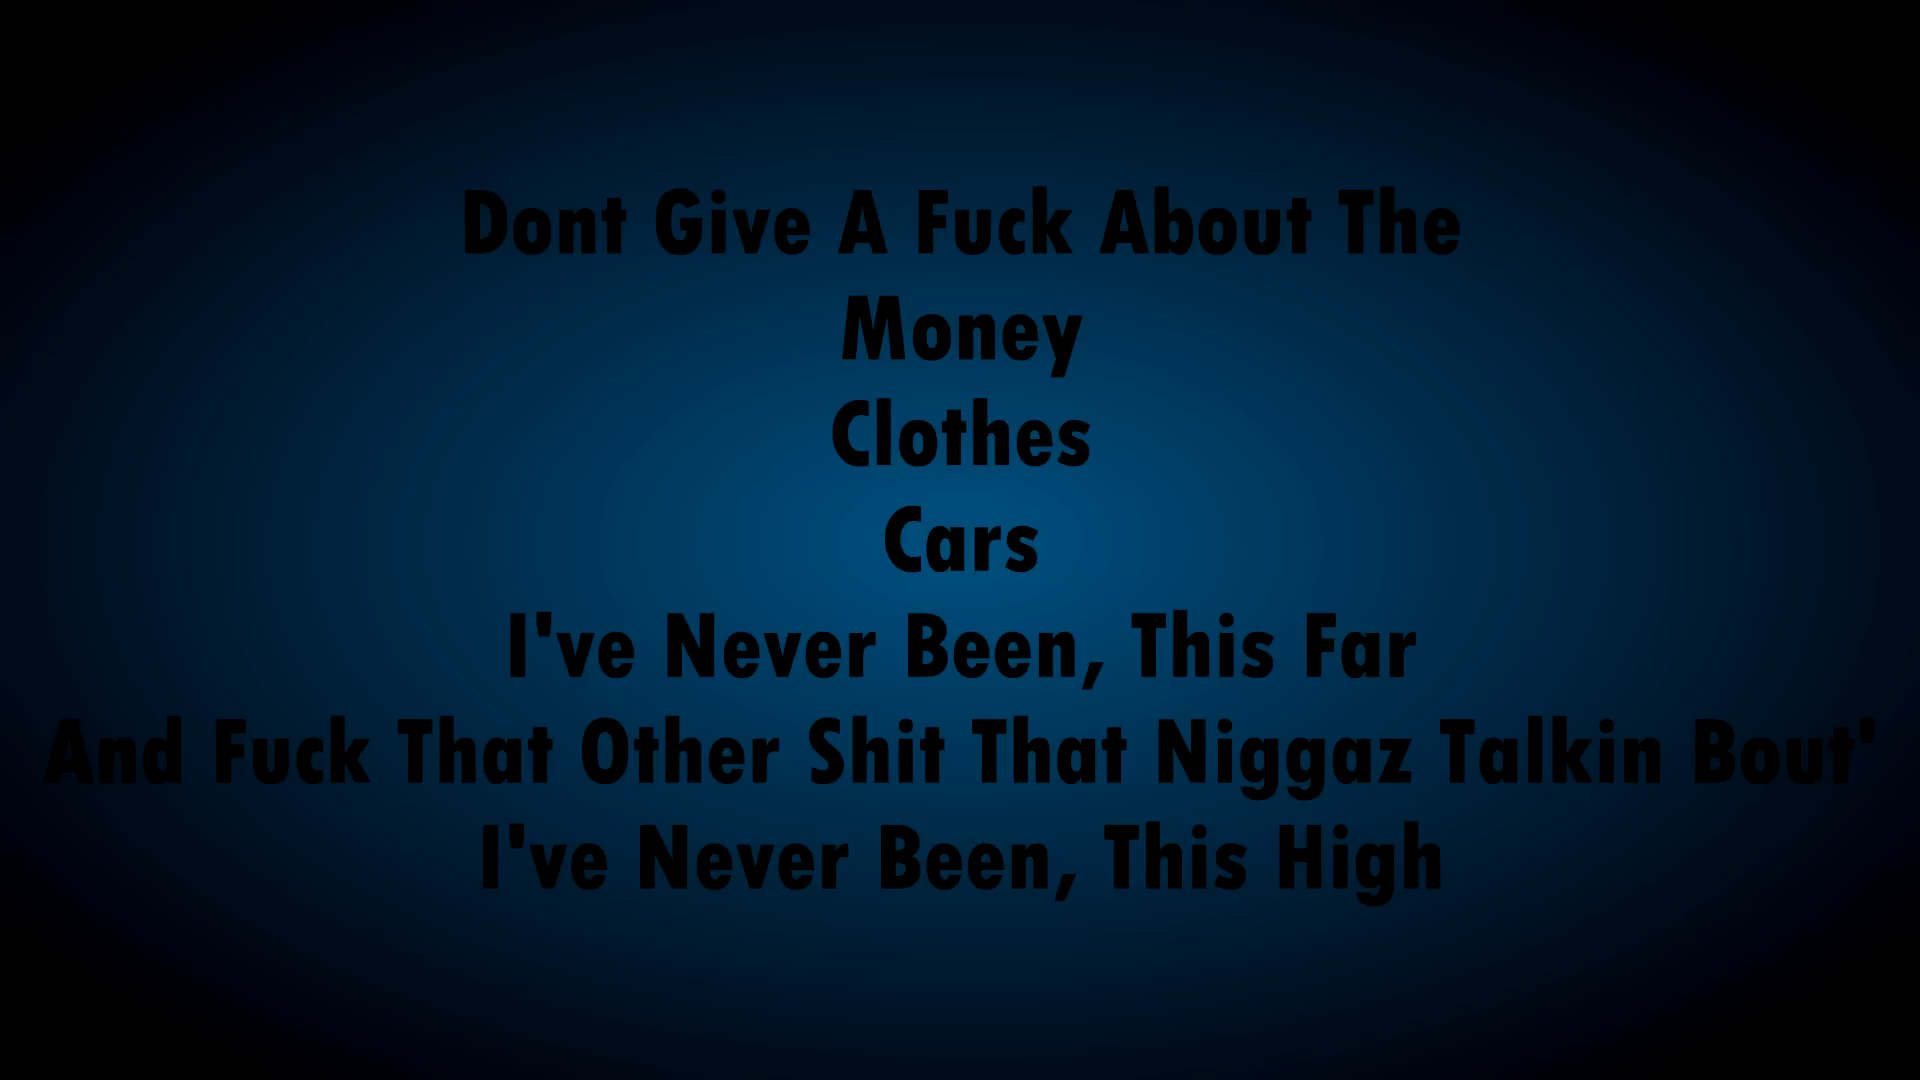 Dont Give A Fuck About The
Money
Clothes
Cars
I've Never Been, This Far
And Fuck That Other Shit That Niggaz Talkin Bout'
I've Never Been, This High